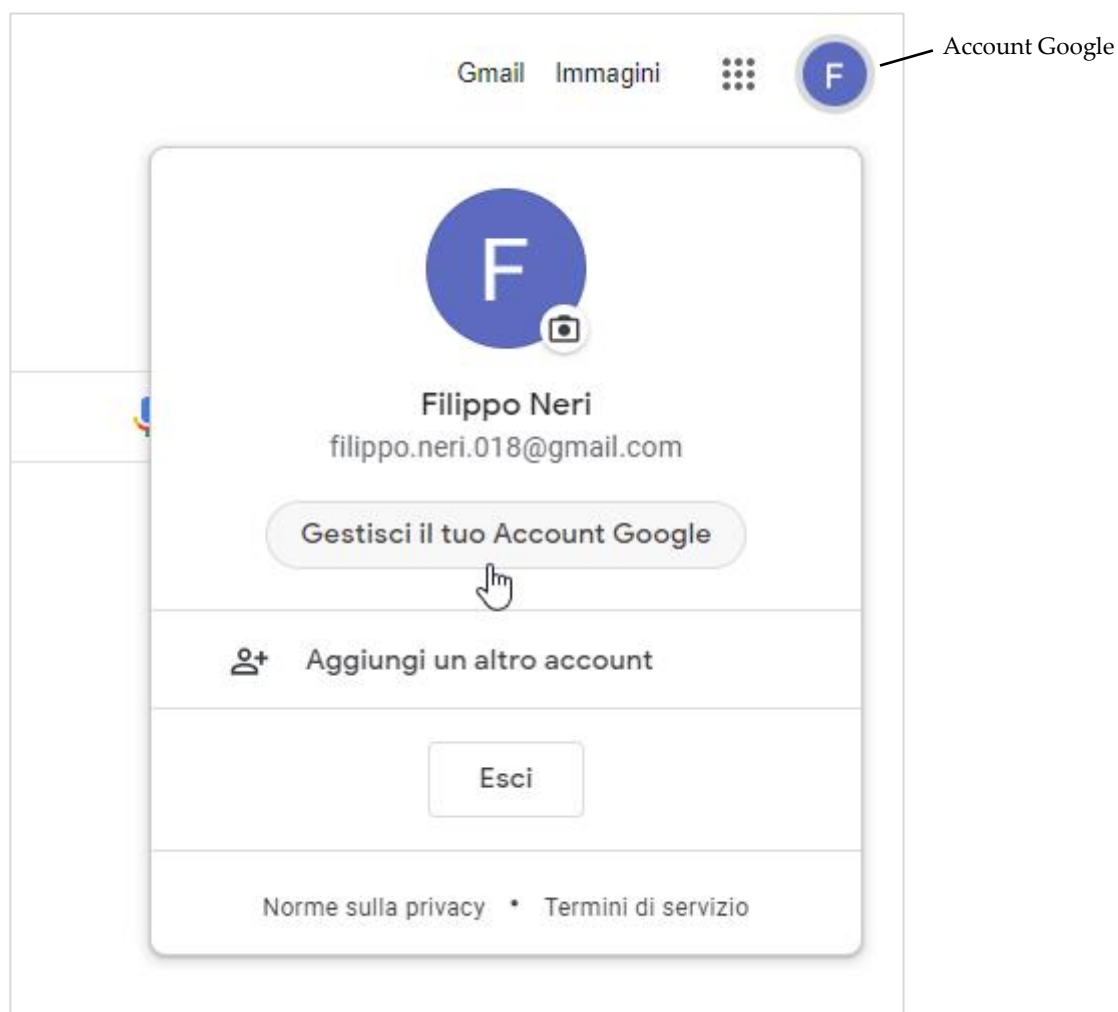 Account Google
Gmail Immagini F
F
Filippo Neri
filippo.neri.018@gmail.com
Gestisci il tuo Account Google
Aggiungi un altro account
Esci
Norme sulla privacy • Termini di servizio